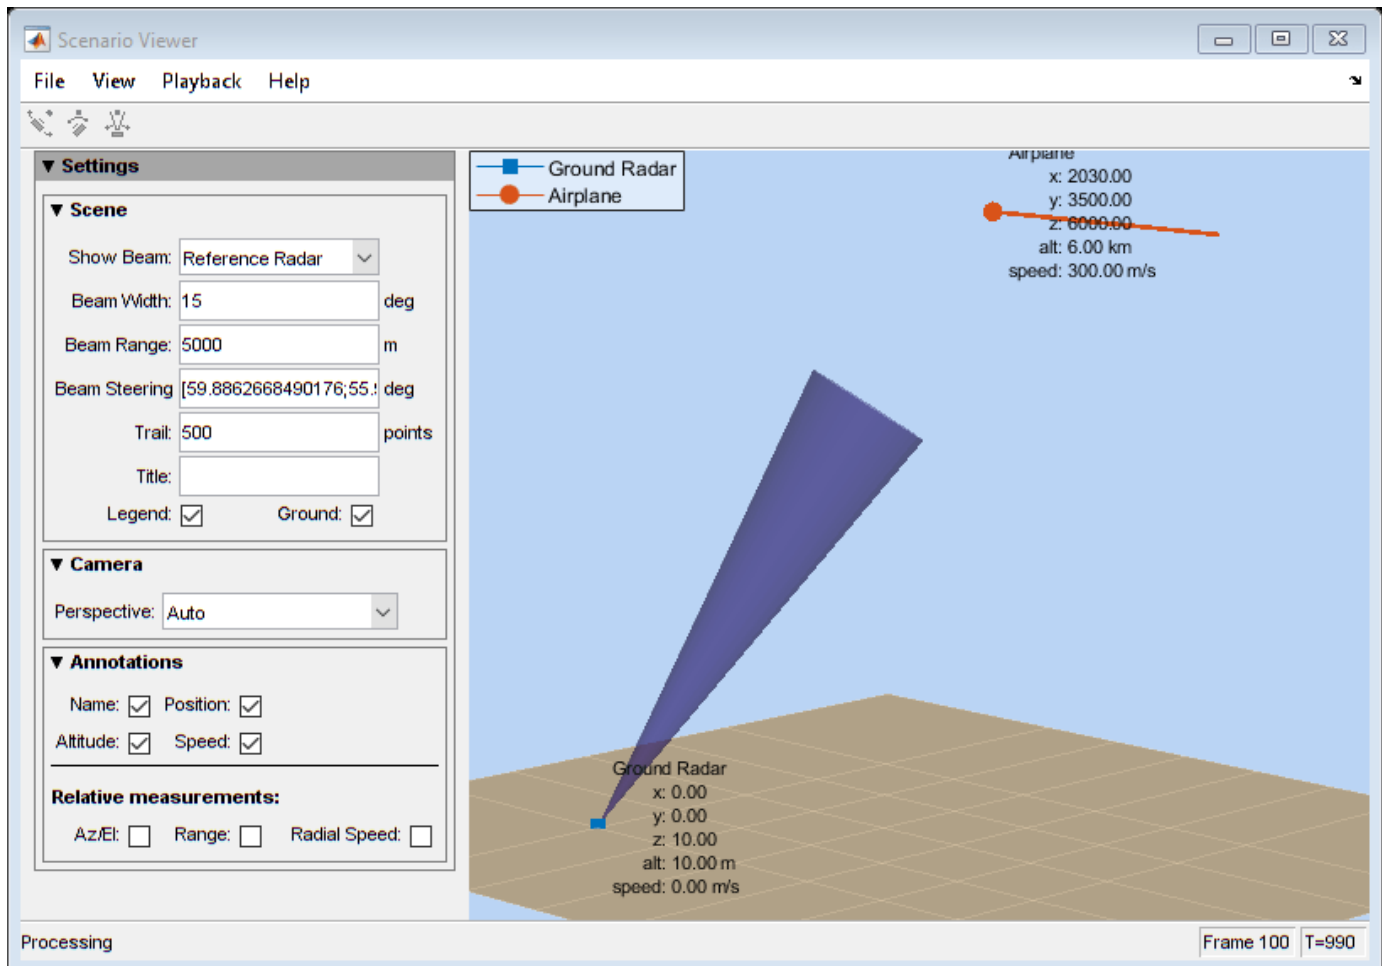 Scenario Viewer
File View Playback Help
▼ Settings
▼ Scene
Show Beam: Reference Radar
Beam Width: 15 deg
Beam Range: 5000 m
Beam Steering [59.8862668490176;55. deg
Trail: 500 points
Title:
Legend: Ground:
▼ Camera
Perspective: Auto
▼ Annotations
Name: Position:
Altitude: Speed:
Relative measurements:
Az/El: Range: Radial Speed:
Ground Radar
Airplane
Airplane
x: 2030.00
y: 3500.00
z: 6000.00
alt: 6.00 km
speed: 300.00 m/s
Ground Radar
x: 0.00
y: 0.00
z: 10.00
alt: 10.00 m
speed: 0.00 m/s
Processing
Frame 100 T=990